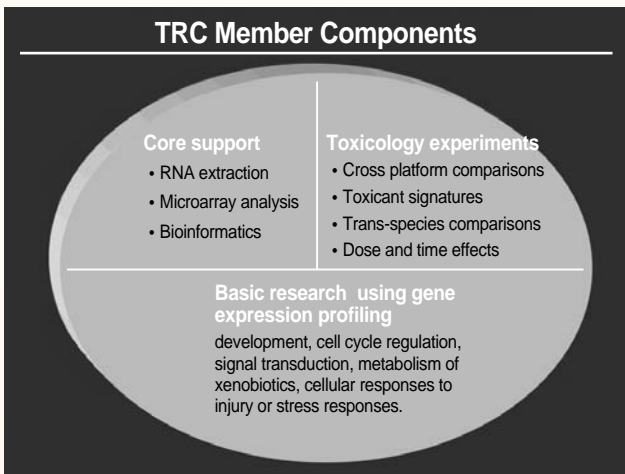 TRC Member Components
Core support
• RNA extraction
• Microarray analysis
• Bioinformatics
Toxicology experiments
• Cross platform comparisons
• Toxicant signatures
• Trans-species comparisons
• Dose and time effects
Basic research using gene
expression profiling
development, cell cycle regulation,
signal transduction, metabolism of
xenobiotics, cellular responses to
injury or stress responses.